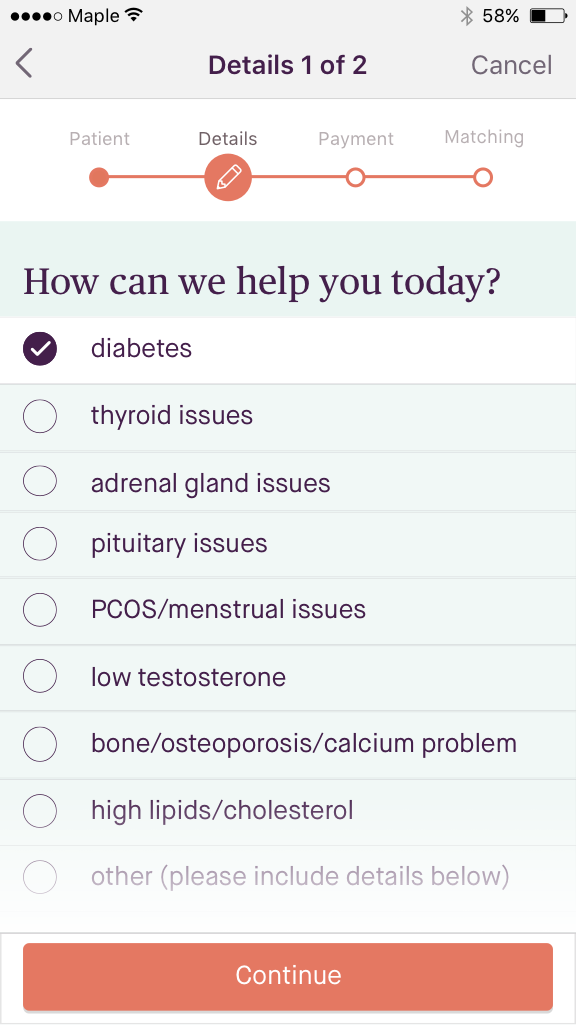 Maple 58%
Details 1 of 2 Cancel
Patient Details Payment Matching
How can we help you today?
diabetes
thyroid issues
adrenal gland issues
pituitary issues
PCOS/menstrual issues
low testosterone
bone/osteoporosis/calcium problem
high lipids/cholesterol
other (please include details below)
Continue